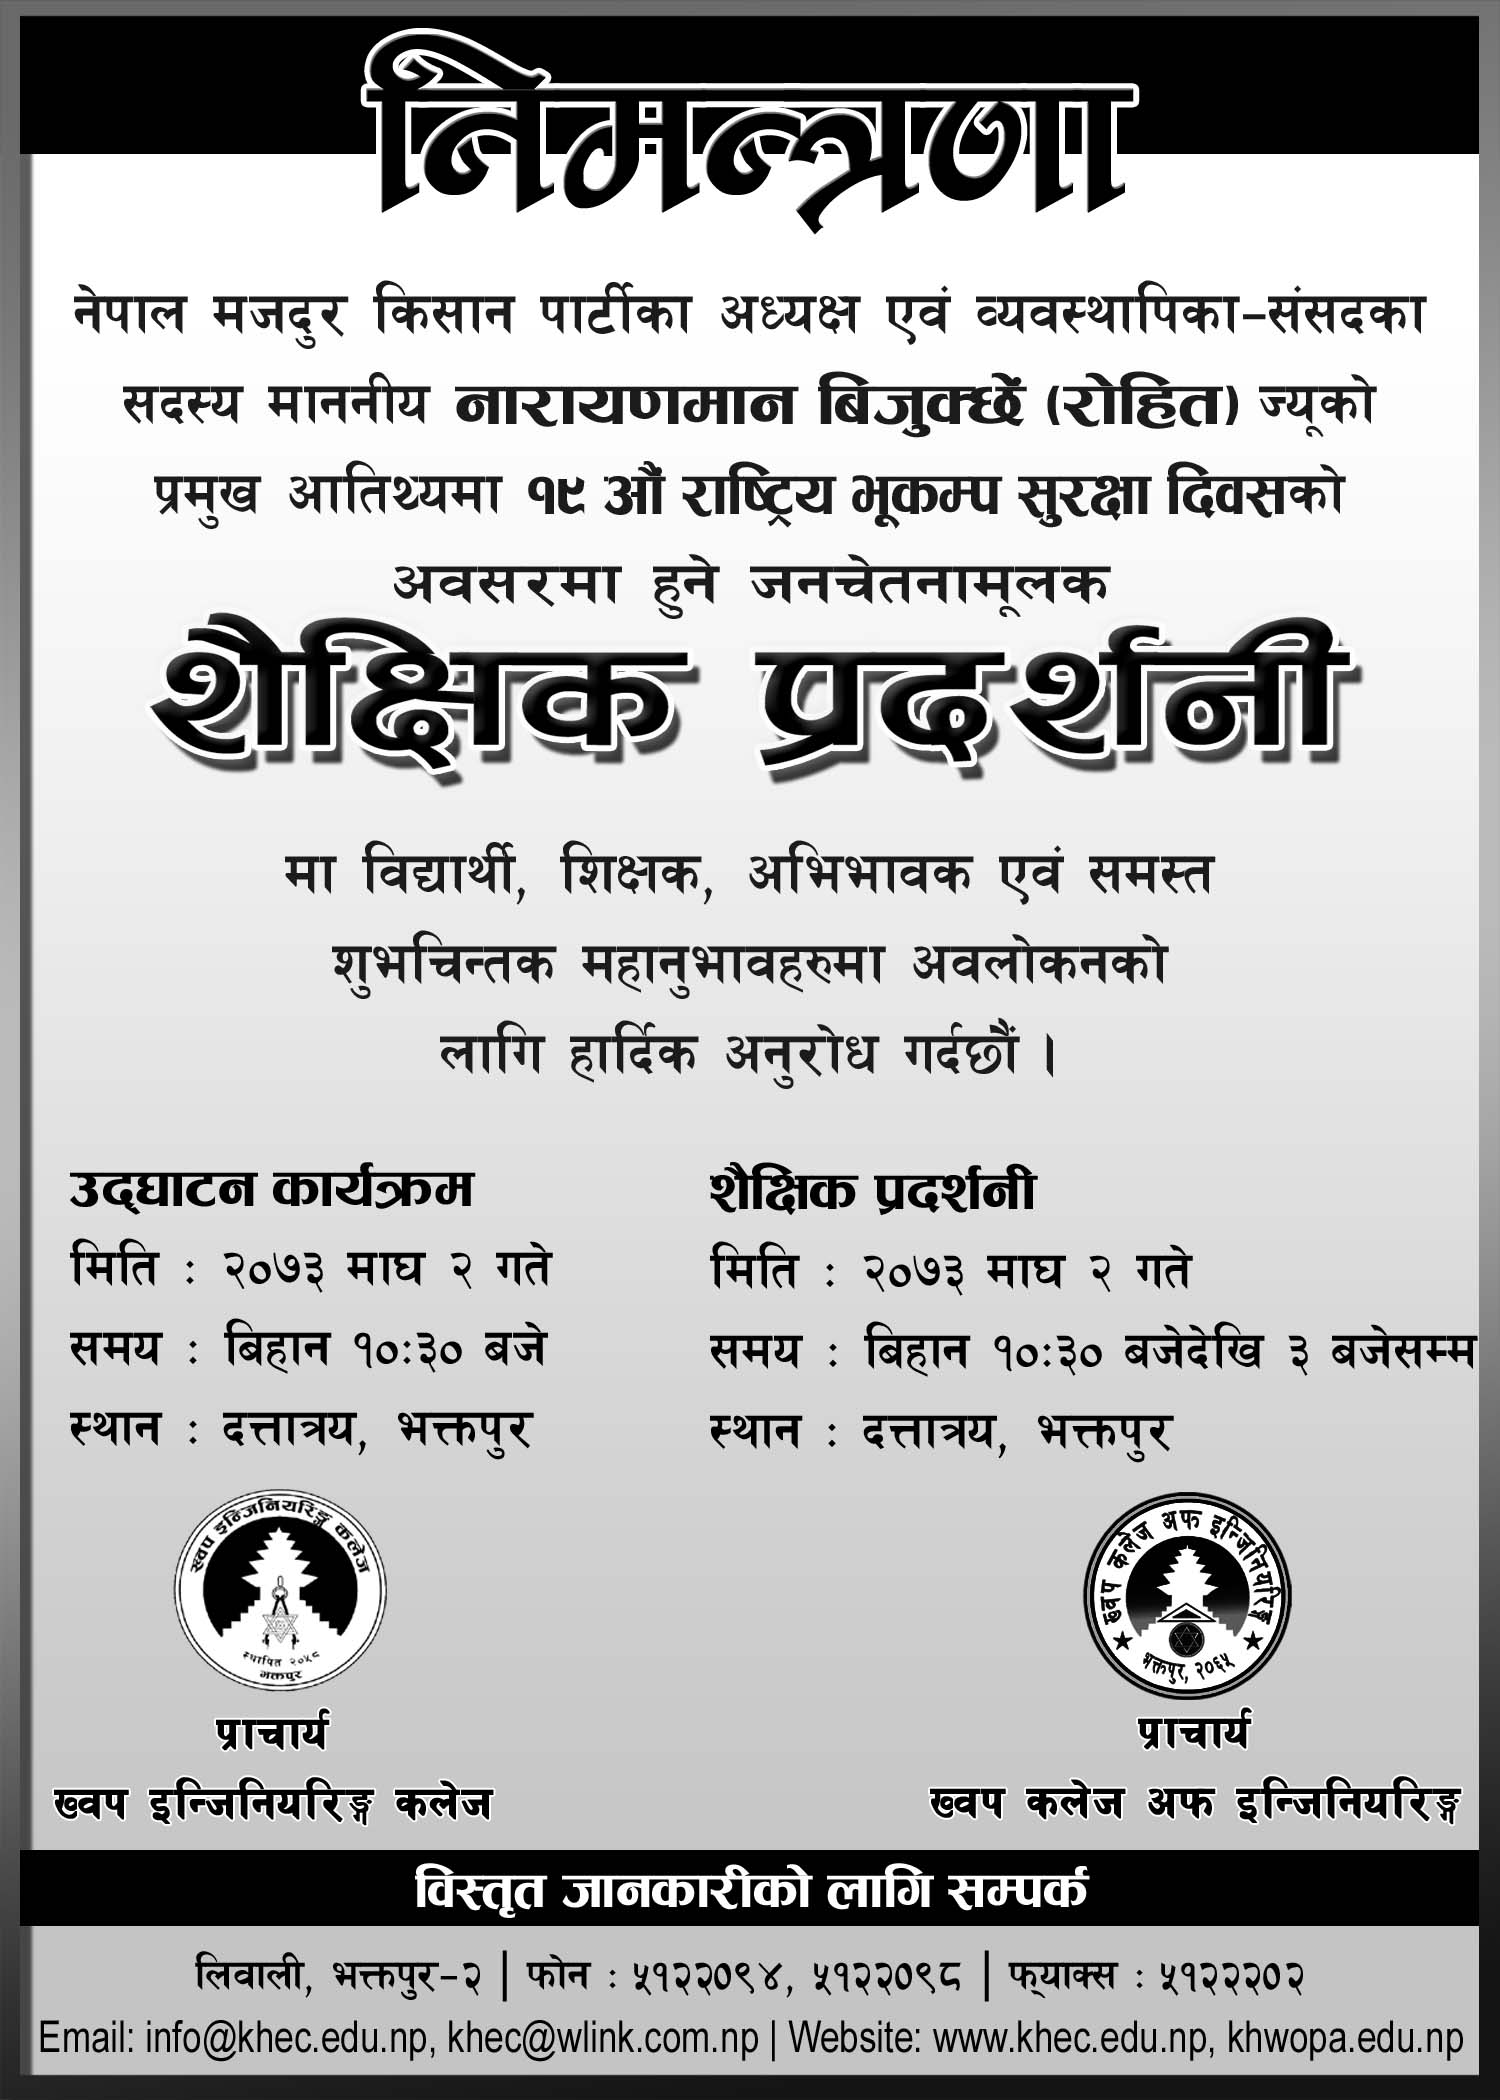 निमन्त्रणा
नेपाल मजदुर किसान पार्टीका अध्यक्ष एवं व्यवस्थापिका-संसदका
सदस्य माननीय नारायणमान बिजुक्छेँ (रोहित) ज्यूको
प्रमुख आतिथ्यमा १९ औँ राष्ट्रिय भूकम्प सुरक्षा दिवसको
अवसरमा हुने जनचेतनामूलक
शैक्षिक प्रदर्शनी
मा विद्यार्थी, शिक्षक, अभिभावक एवं समस्त
शुभचिन्तक महानुभावहरुमा अवलोकनको
लागि हार्दिक अनुरोध गर्दछौं ।
उद्घाटन कार्यक्रम
मिति : २०७३ माघ २ गते
समय : बिहान १०:३० बजे
स्थान : दत्तात्रय, भक्तपुर
शैक्षिक प्रदर्शनी
मिति : २०७३ माघ २ गते
समय : बिहान १०:३० बजेदेखि ३ बजेसम्म
स्थान : दत्तात्रय, भक्तपुर
ख्वप इन्जिनियरिङ्ग कलेज
स्थापित २०५८
भक्तपुर
प्राचार्य
ख्वप इन्जिनियरिङ्ग कलेज
ख्वप कलेज अफ इन्जिनियरिङ्ग
भक्तपुर, २०६५
प्राचार्य
ख्वप कलेज अफ इन्जिनियरिङ्ग
विस्तृत जानकारीको लागि सम्पर्क
लिवाली, भक्तपुर-२ | फोन : ५१२२०९४, ५१२२०९८ | फ्याक्स : ५१२२२०२
Email: info@khec.edu.np, khec@wlink.com.np | Website: www.khec.edu.np, khwopa.edu.np